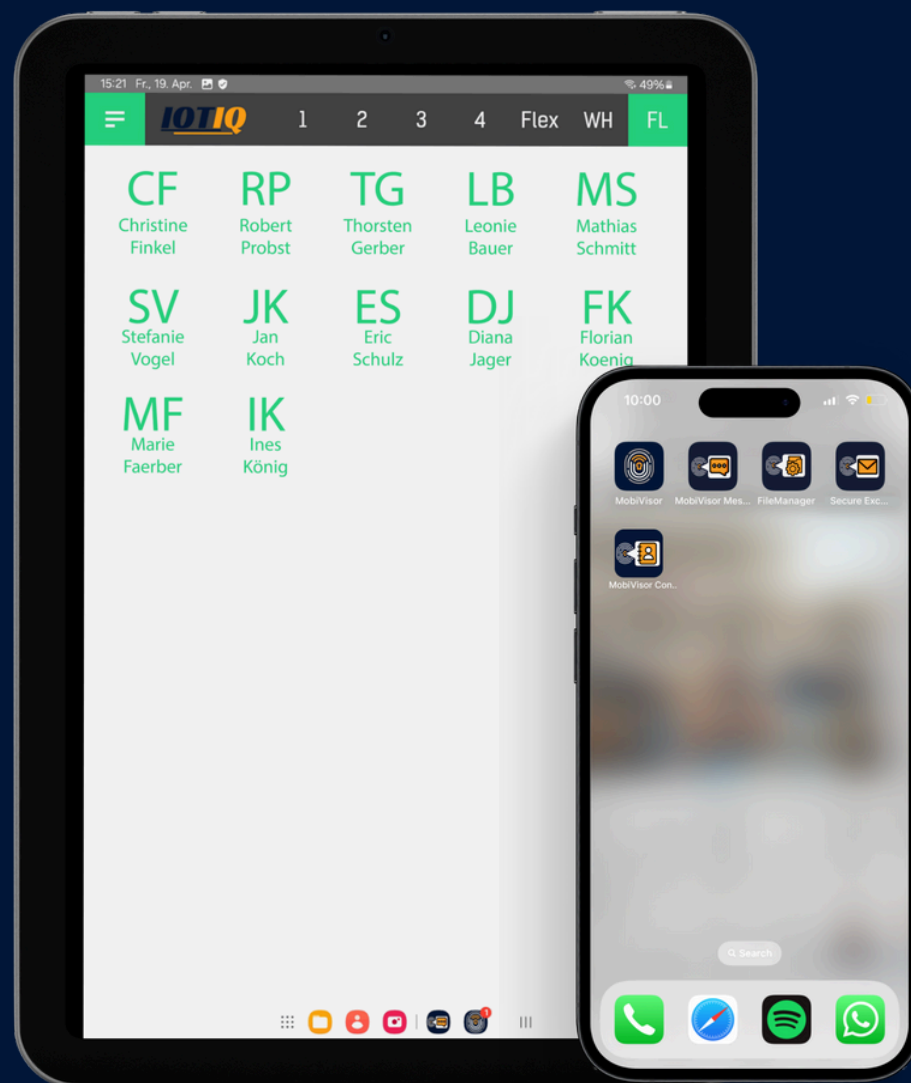 15:21 Fr., 19. Apr. 49%
IOTIQ 1 2 3 4 Flex WH FL
CF RP TG LB MS
Christine Robert Thorsten Leonie Mathias
Finkel Probst Gerber Bauer Schmitt
SV JK ES DJ FK
Stefanie Jan Eric Diana Florian
Vogel Koch Schulz Jager Koenig
MF IK
Marie Ines
Faerber König
1
10:00
MobiVisor MobiVisor Mes... FileManager Secure Exc...
MobiVisor Con..
Search